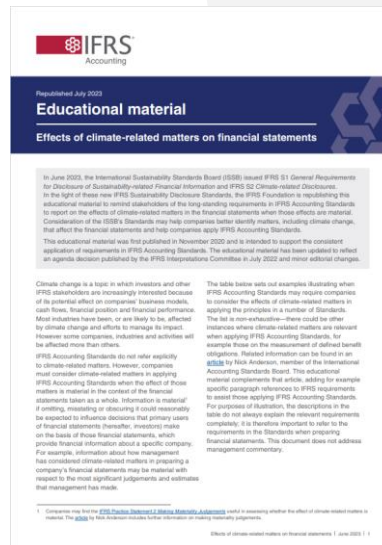 IFRS
Accounting
Republished July 2023
Educational material
Effects of climate-related matters on financial statements
In June 2023, the International Sustainability Standards Board (ISSB) issued IFRS S1 General Requirements
for Disclosure of Sustainability-related Financial Information and IFRS S2 Climate-related Disclosures.
In the light of these new IFRS Sustainability Disclosure Standards, the IFRS Foundation is republishing this
educational material to remind stakeholders of the long-standing requirements in IFRS Accounting Standards
to report on the effects of climate-related matters in the financial statements when those effects are material.
Consideration of the ISSB's Standards may help companies better identify matters, including climate change,
that affect the financial statements and help companies apply IFRS Accounting Standards.
This educational material was first published in November 2020 and is intended to support the consistent
application of requirements in IFRS Accounting Standards. The educational material has been updated to reflect
an agenda decision published by the IFRS Interpretations Committee in July 2022 and minor editorial changes.
Climate change is a topic in which investors and other
IFRS stakeholders are increasingly interested because
of its potential effect on companies' business models,
cash flows, financial position and financial performance.
Most industries have been, or are likely to be, affected
by climate change and efforts to manage its impact.
However some companies, industries and activities will
be affected more than others.
IFRS Accounting Standards do not refer explicitly
to climate-related matters. However, companies
must consider climate-related matters in applying
IFRS Accounting Standards when the effect of those
matters is material in the context of the financial
statements taken as a whole. Information is material¹
if omitting, misstating or obscuring it could reasonably
be expected to influence decisions that primary users
of financial statements (hereafter, investors) make
on the basis of those financial statements, which
provide financial information about a specific company.
For example, information about how management
has considered climate-related matters in preparing a
company's financial statements may be material with
respect to the most significant judgements and estimates
that management has made.
The table below sets out examples illustrating when
IFRS Accounting Standards may require companies
to consider the effects of climate-related matters in
applying the principles in a number of Standards.
The list is non-exhaustive—there could be other
instances where climate-related matters are relevant
when applying IFRS Accounting Standards, for
example those on the measurement of defined benefit
obligations. Related information can be found in an
article by Nick Anderson, member of the International
Accounting Standards Board. This educational
material complements that article, adding for example
specific paragraph references to IFRS requirements
to assist those applying IFRS Accounting Standards.
For purposes of illustration, the descriptions in the
table do not always explain the relevant requirements
completely; it is therefore important to refer to the
requirements in the Standards when preparing
financial statements. This document does not address
management commentary.
1 Companies may find the IFRS Practice Statement 2 Making Materiality Judgements useful in assessing whether the effect of climate-related matters is
material. The article by Nick Anderson includes further information on making materiality judgements.
Effects of climate-related matters on financial statements | June 2023 | 1